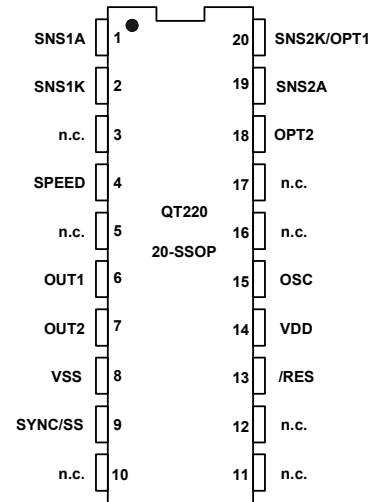 SNS1A 1 20 SNS2K/OPT1
SNS1K 2 19 SNS2A
n.c. 3 18 OPT2
SPEED 4 17 n.c.
QT220
n.c. 5 16 n.c.
20-SSOP
OUT1 6 15 OSC
OUT2 7 14 VDD
VSS 8 13 /RES
SYNC/SS 9 12 n.c.
n.c. 10 11 n.c.